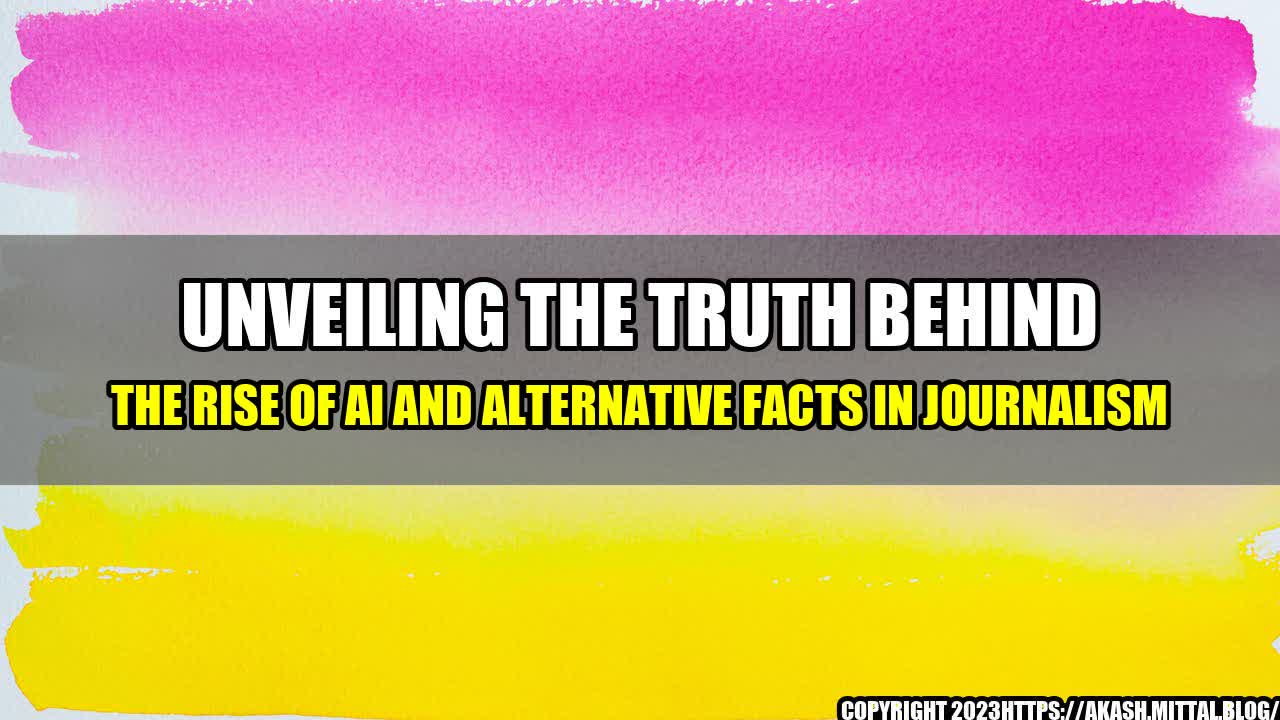 UNVEILING THE TRUTH BEHIND
THE RISE OF AI AND ALTERNATIVE FACTS IN JOURNALISM
COPYRIGHT 2023HTTPS://AKASH.MITTAL.BLOG/